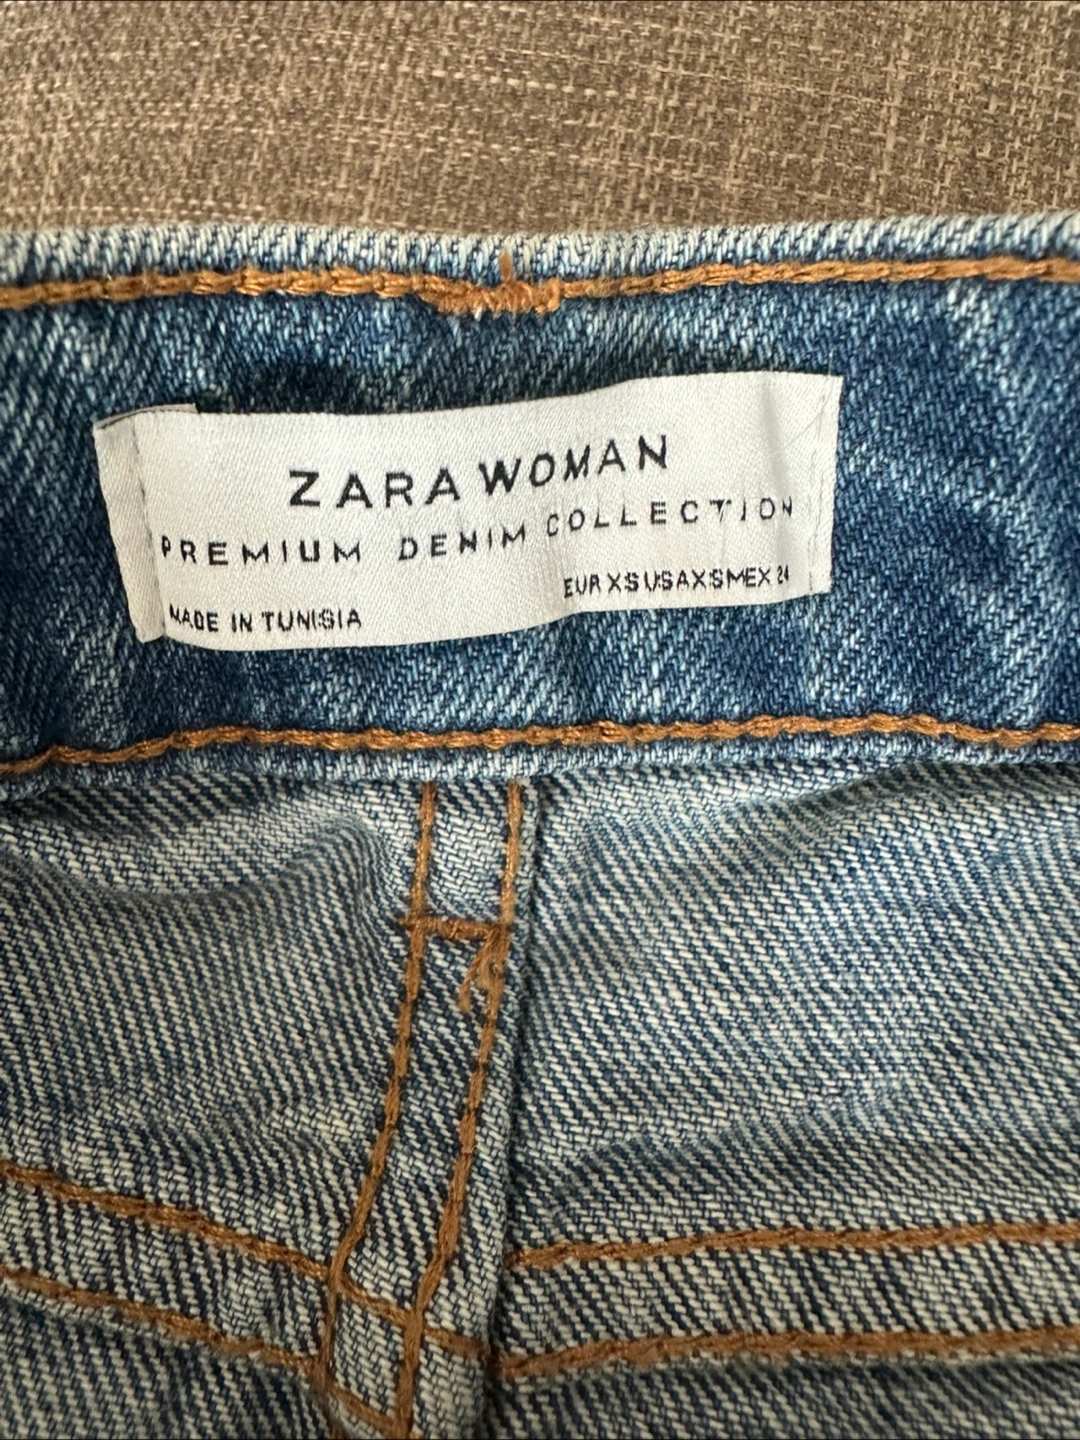 ZARA WOMAN
PREMIUM DENIM COLLECTION
EUR XS USA XS MEX 24
MADE IN TUNISIA